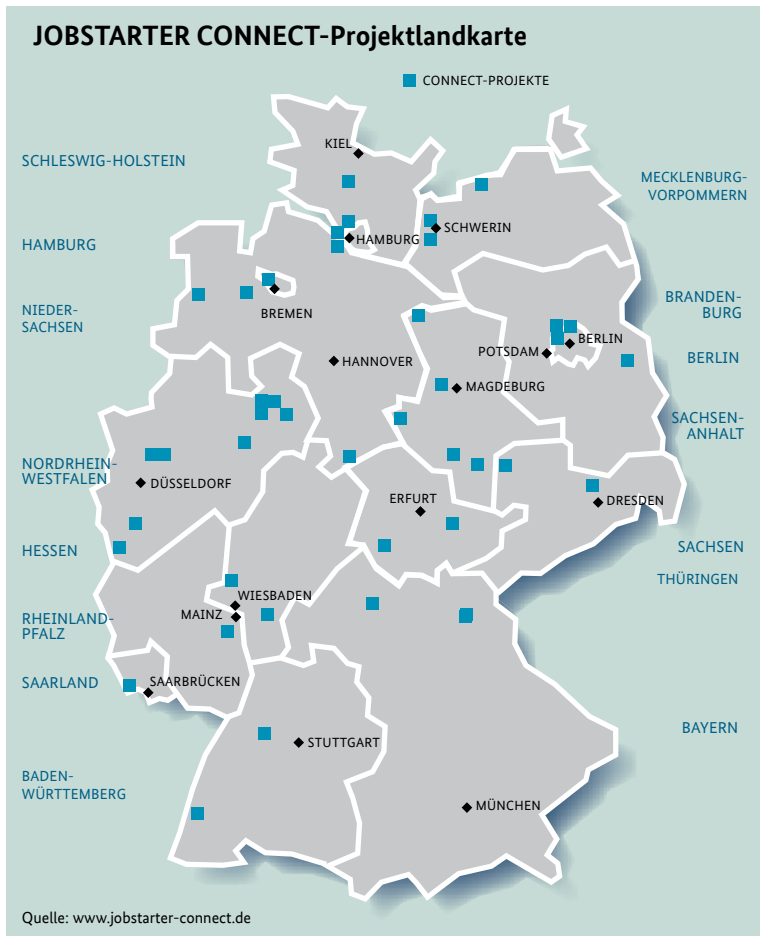 JOBSTARTER CONNECT-Projektlandkarte
CONNECT-PROJEKTE
KIEL
SCHLESWIG-HOLSTEIN
MECKLENBURG-
VORPOMMERN
SCHWERIN
HAMBURG
HAMBURG
BREMEN
NIEDER-
SACHSEN
BRANDEN-
BURG
BERLIN
POTSDAM
BERLIN
HANNOVER
MAGDEBURG
SACHSEN-
ANHALT
NORDRHEIN-
WESTFALEN
DÜSSELDORF
ERFURT
DRESDEN
HESSEN
SACHSEN
THÜRINGEN
WIESBADEN
MAINZ
RHEINLAND-
PFALZ
SAARLAND
SAARBRÜCKEN
BAYERN
STUTTGART
BADEN-
WÜRTTEMBERG
MÜNCHEN
Quelle: www.jobstarter-connect.de